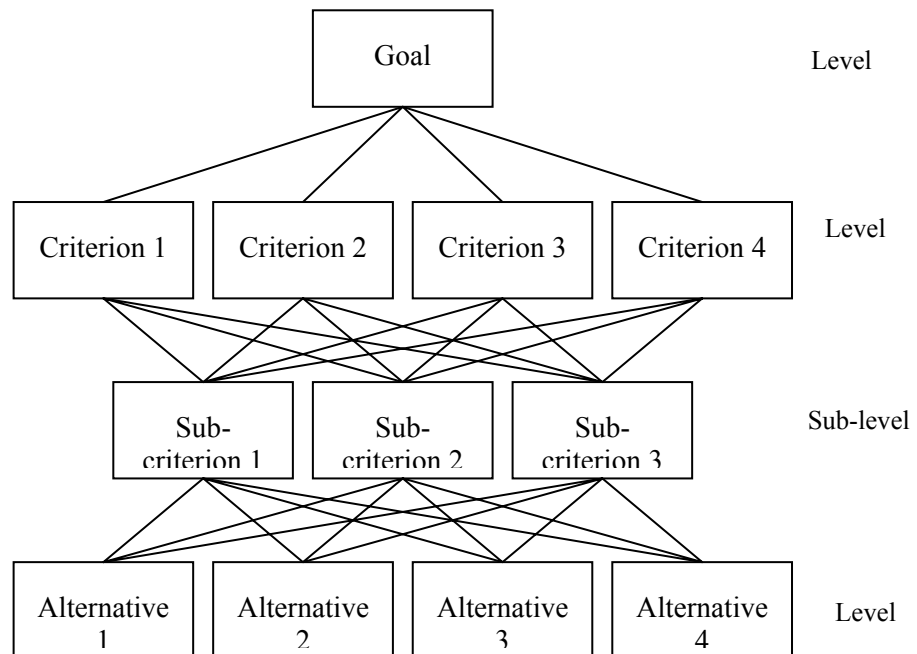 Goal
Level
Criterion 1
Criterion 2
Criterion 3
Criterion 4
Level
Sub-
criterion 1
Sub-
criterion 2
Sub-
criterion 3
Sub-level
Alternative
1
Alternative
2
Alternative
3
Alternative
4
Level